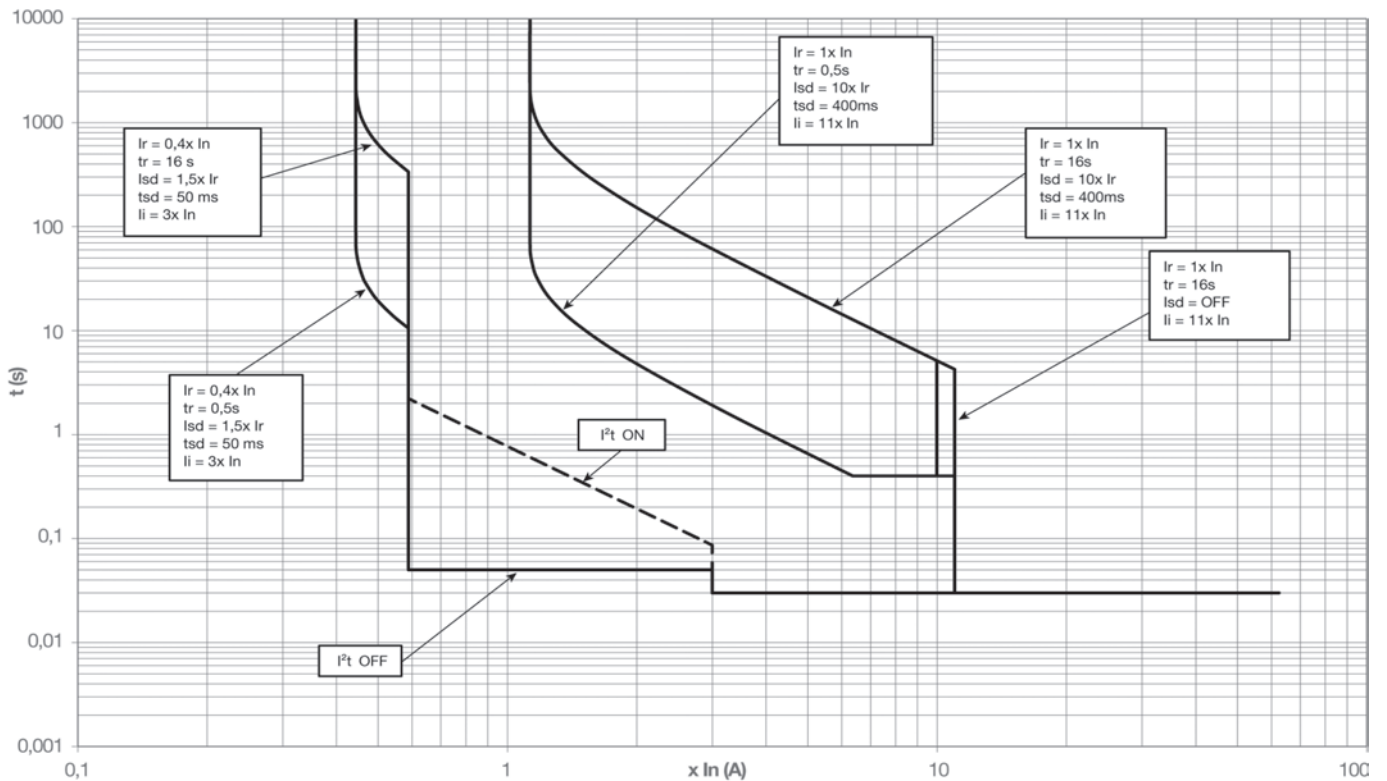 10000
1000
100
10
1
0,1
0,01
0,001
t (s)
0,1
1
10
100
x In (A)
Ir = 0,4x In
tr = 16 s
Isd = 1,5x Ir
tsd = 50 ms
Ii = 3x In
Ir = 0,4x In
tr = 0,5s
Isd = 1,5x Ir
tsd = 50 ms
Ii = 3x In
Ir = 1x In
tr = 0,5s
Isd = 10x Ir
tsd = 400ms
Ii = 11x In
Ir = 1x In
tr = 16s
Isd = 10x Ir
tsd = 400ms
Ii = 11x In
Ir = 1x In
tr = 16s
Isd = OFF
Ii = 11x In
I²t ON
I²t OFF